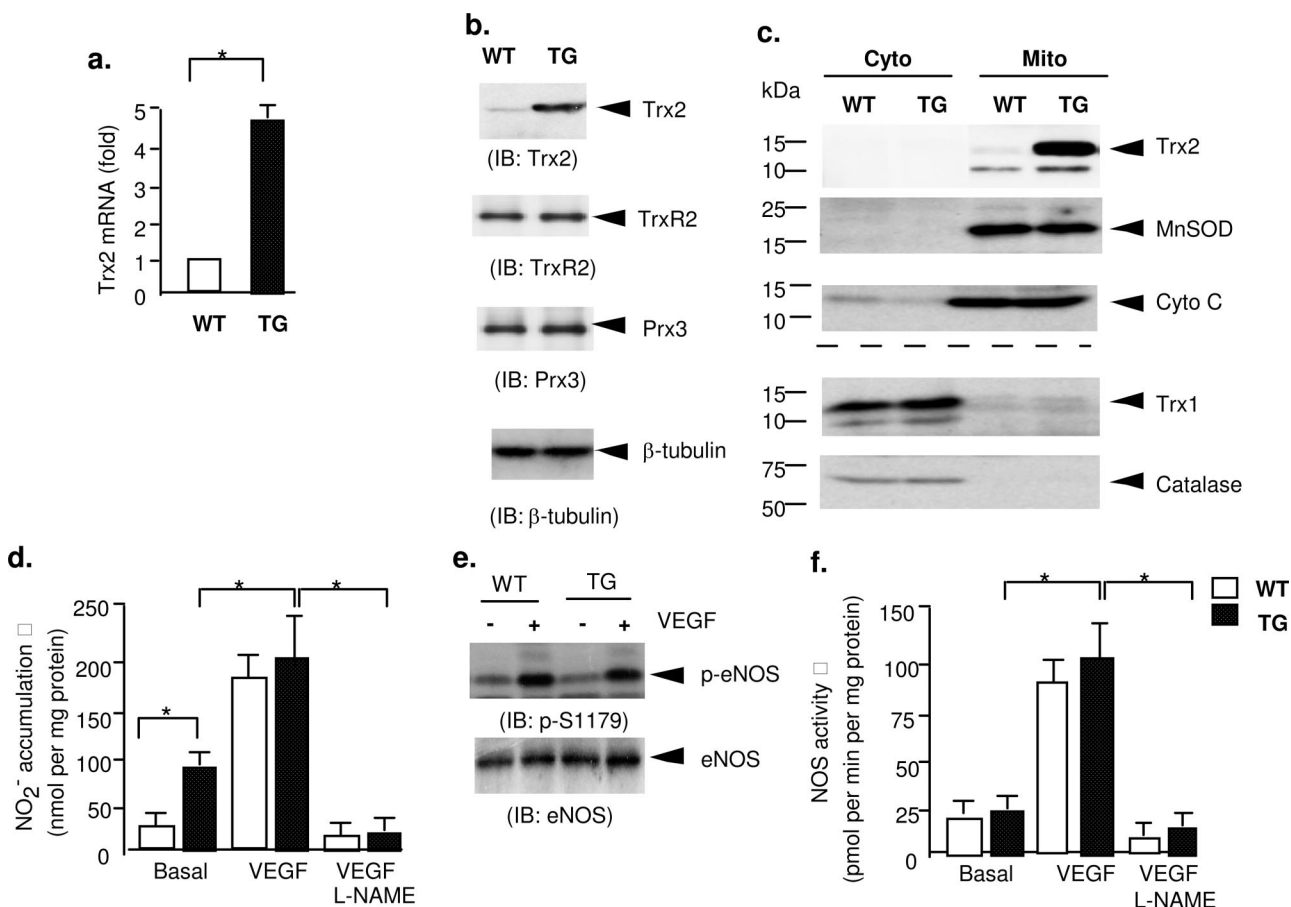 a.
*
Trx2 mRNA (fold)
5
4
3
2
1
0
WT TG
b.
WT TG
Trx2
(IB: Trx2)
TrxR2
(IB: TrxR2)
Prx3
(IB: Prx3)
β-tubulin
(IB: β-tubulin)
c.
Cyto Mito
kDa
WT TG WT TG
15
10
Trx2
25
15
MnSOD
15
10
Cyto C
15
10
Trx1
75
50
Catalase
d.
* *
*
NO2- accumulation □
(nmol per mg protein)
250
200
150
100
50
0
Basal VEGF VEGF
L-NAME
e.
WT TG
- + - + VEGF
p-eNOS
(IB: p-S1179)
eNOS
(IB: eNOS)
f.
* *
NOS activity □
(pmol per min per mg protein)
150
100
75
50
25
0
Basal VEGF VEGF
L-NAME
WT
TG